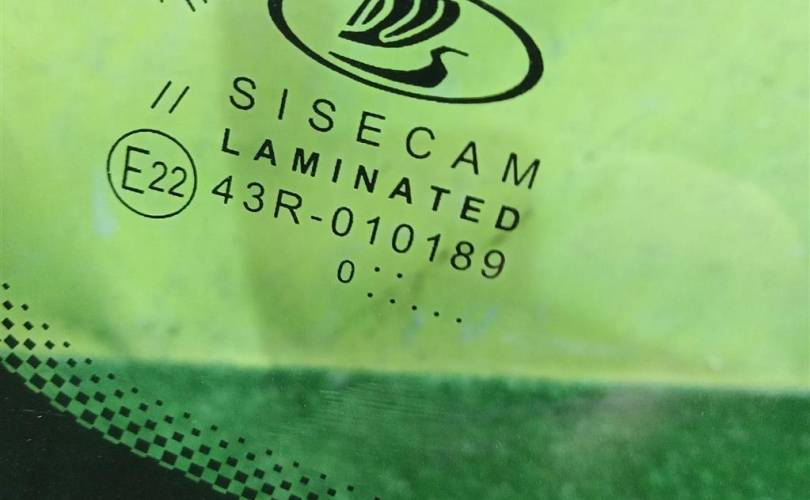 // SISECAM
LAMINATED
E22 43R-010189
0 ··
·····